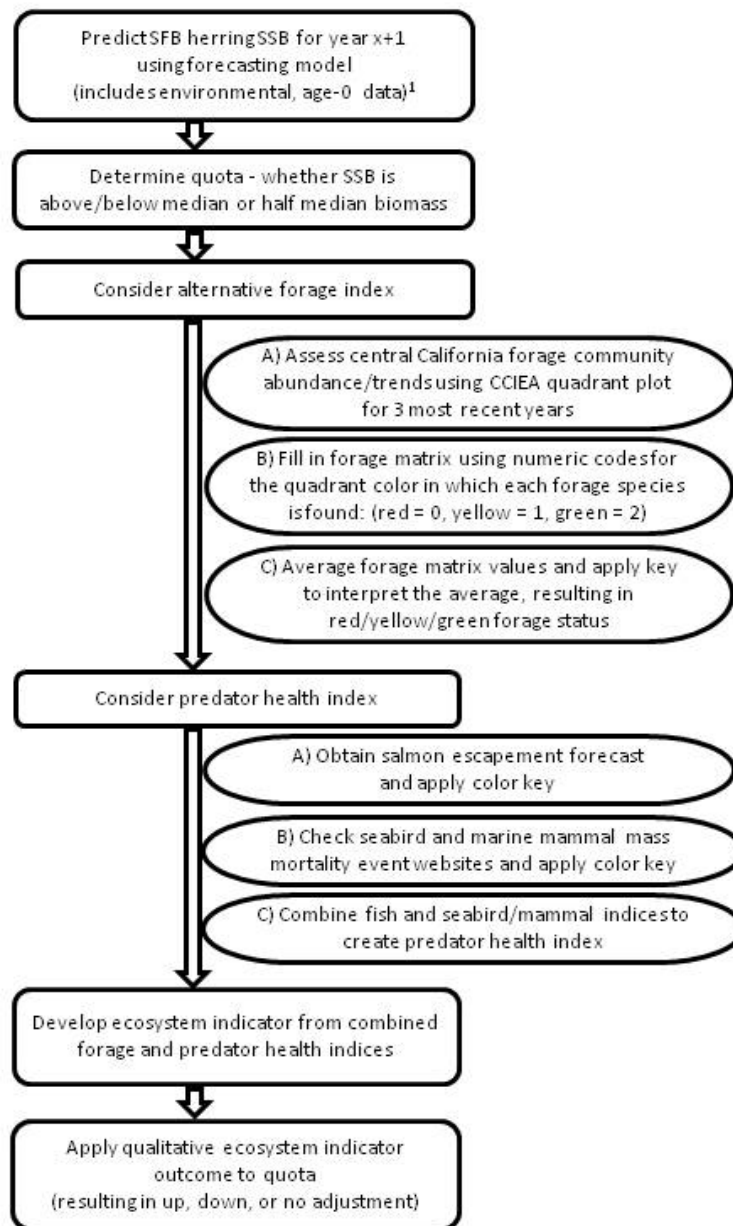 Predict SFB herring SSB for year x+1
using forecasting model
(includes environmental, age-0 data)¹
Determine quota - whether SSB is
above/below median or half median biomass
Consider alternative forage index
A) Assess central California forage community
abundance/trends using CCIEA quadrant plot
for 3 most recent years
B) Fill in forage matrix using numeric codes for
the quadrant color in which each forage species
is found: (red = 0, yellow = 1, green = 2)
C) Average forage matrix values and apply key
to interpret the average, resulting in
red/yellow/green forage status
Consider predator health index
A) Obtain salmon escapement forecast
and apply color key
B) Check seabird and marine mammal mass
mortality event websites and apply color key
C) Combine fish and seabird/mammal indices to
create predator health index
Develop ecosystem indicator from combined
forage and predator health indices
Apply qualitative ecosystem indicator
outcome to quota
(resulting in up, down, or no adjustment)